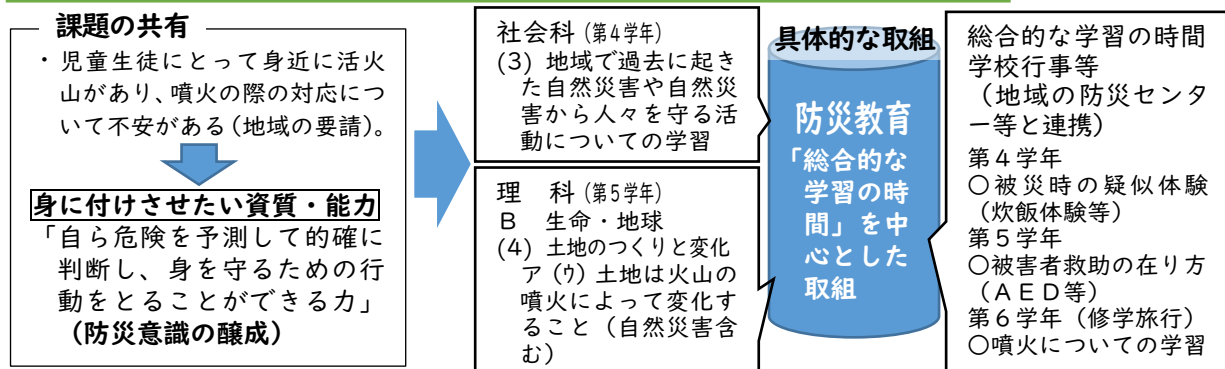 課題の共有
・児童生徒にとって身近に活火
山があり、噴火の際の対応につ
いて不安がある(地域の要請)。
身に付けさせたい資質・能力
「自ら危険を予測して的確に
判断し、身を守るための行
動をとることができる力」
(防災意識の醸成)
社会科(第4学年)
(3) 地域で過去に起き
た自然災害や自然災
害から人々を守る活
動についての学習
理 科(第5学年)
B 生命・地球
(4) 土地のつくりと変化
ア(ウ) 土地は火山の
噴火によって変化す
ること(自然災害含
む)
具体的な取組
防災教育
「総合的な
学習の時
間」を中
心とした
取組
総合的な学習の時間
学校行事等
(地域の防災センタ
ー等と連携)
第4学年
○被災時の疑似体験
(炊飯体験等)
第5学年
○被害者救助の在り方
(AED等)
第6学年(修学旅行)
○噴火についての学習